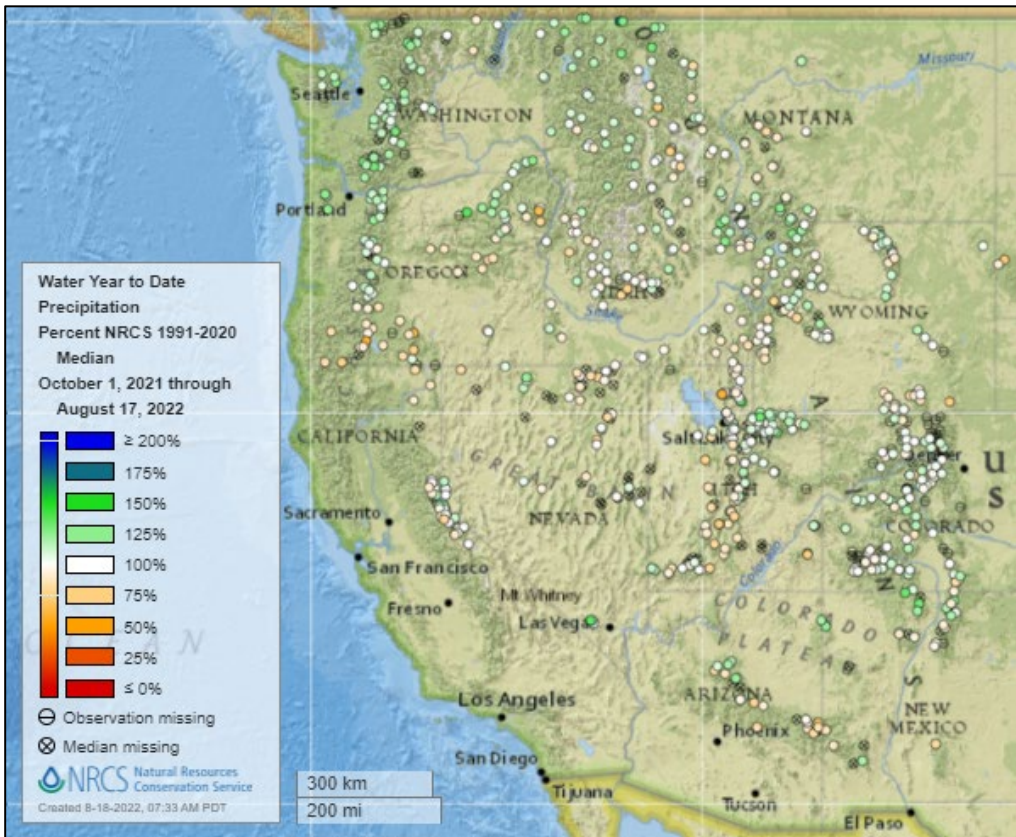 Seattle
WASHINGTON
Missouri
MONTANA
Portland
OREGON
IDAHO
Snake
WYOMING
Water Year to Date
Precipitation
Percent NRCS 1991-2020
Median
October 1, 2021 through
August 17, 2022
≥ 200%
175%
150%
125%
100%
75%
50%
25%
≤ 0%
Observation missing
Median missing
NRCS Natural Resources
Conservation Service
Created 8-18-2022, 07:33 AM PDT
CALIFORNIA
Salt Lake City
Denver
US
GREAT BASIN
UTAH
NEVADA
COLORADO
Sacramento
San Francisco
Colorado
Fresno
Mt Whitney
Las Vegas
COLORADO
PLATEAU
OCEAN
Los Angeles
ARIZONA
NEW
MEXICO
Phoenix
San Diego
Tijuana
Tucson
El Paso
300 km
200 mi